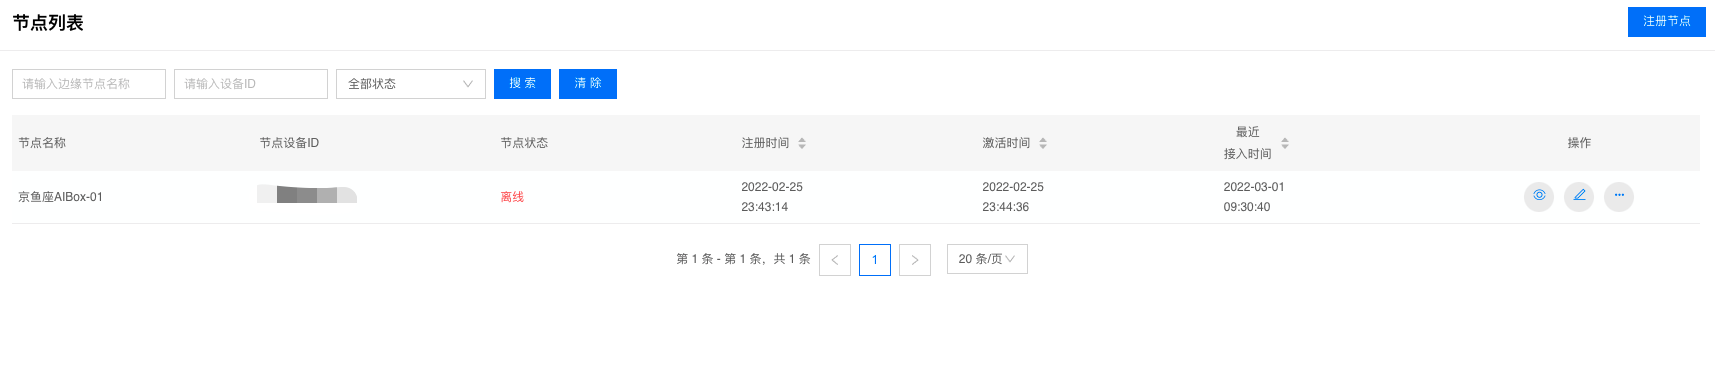 节点列表
注册节点
请输入边缘节点名称
请输入设备ID
全部状态
搜 索
清 除
节点名称
节点设备ID
节点状态
注册时间
激活时间
最近
接入时间
操作
京鱼座AIBox-01
离线
2022-02-25
23:43:14
2022-02-25
23:44:36
2022-03-01
09:30:40
第 1 条 - 第 1 条，共 1 条
1
20 条/页